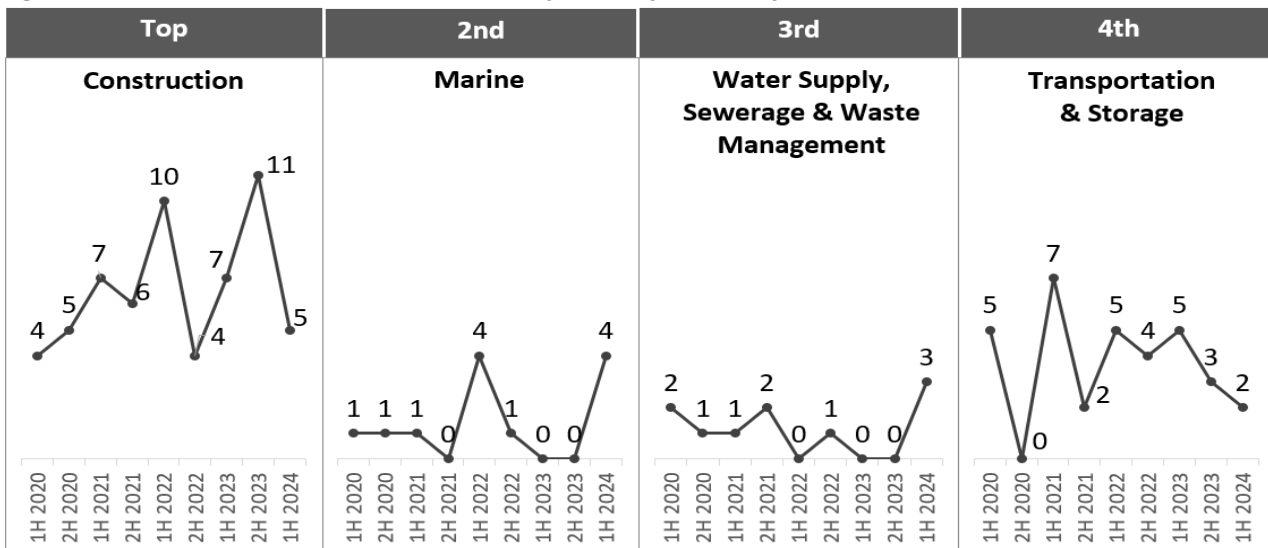 Top
2nd
3rd
4th
Construction
Marine
Water Supply,
Sewerage & Waste
Management
Transportation
& Storage
4
5
7
6
10
4
7
11
5
1
1
1
0
4
1
0
0
4
2
1
1
2
0
1
0
0
3
5
0
7
2
5
4
5
3
2
1H 2020
2H 2020
1H 2021
2H 2021
1H 2022
2H 2022
1H 2023
2H 2023
1H 2024
1H 2020
2H 2020
1H 2021
2H 2021
1H 2022
2H 2022
1H 2023
2H 2023
1H 2024
1H 2020
2H 2020
1H 2021
2H 2021
1H 2022
2H 2022
1H 2023
2H 2023
1H 2024
1H 2020
2H 2020
1H 2021
2H 2021
1H 2022
2H 2022
1H 2023
2H 2023
1H 2024